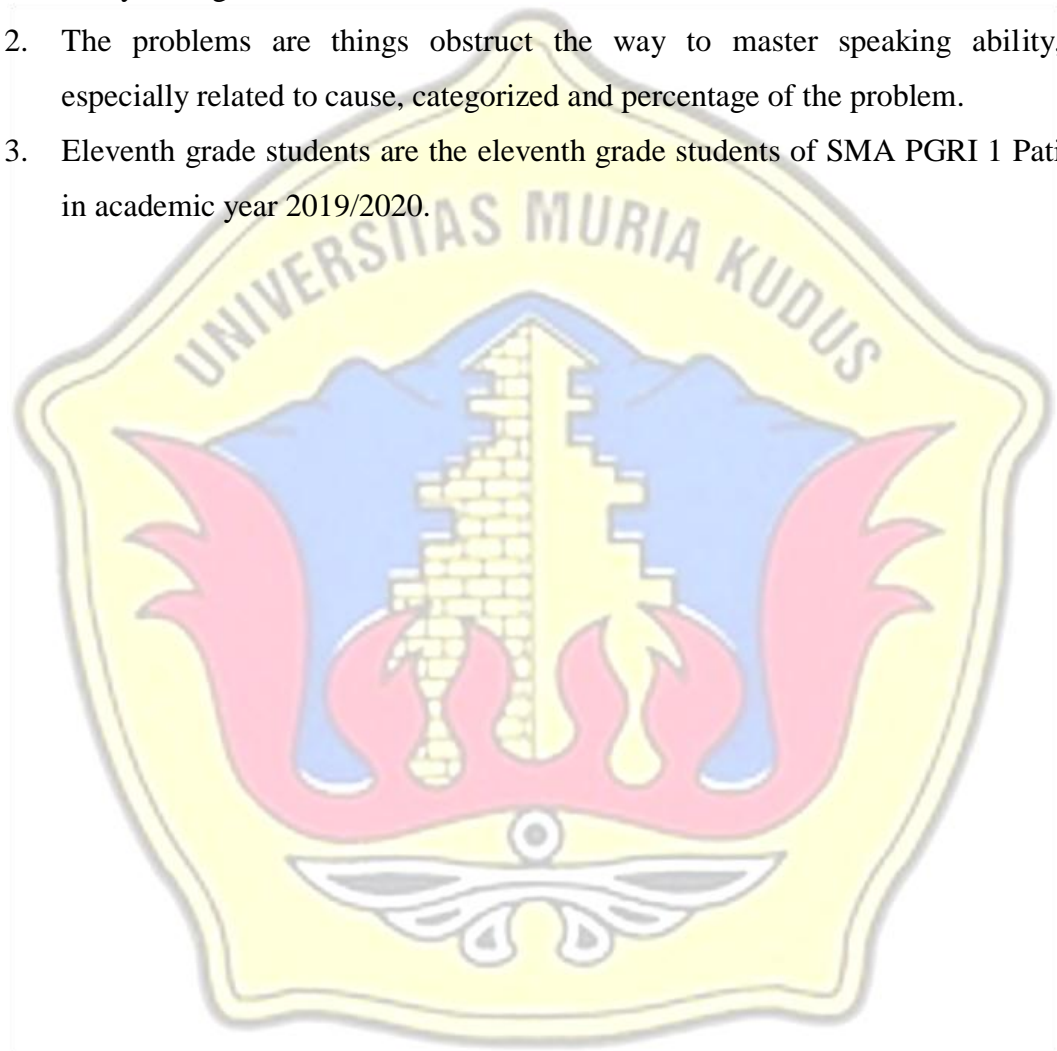 2. The problems are things obstruct the way to master speaking ability,
especially related to cause, categorized and percentage of the problem.
3. Eleventh grade students are the eleventh grade students of SMA PGRI 1 Pati
in academic year 2019/2020.
UNIVERSITAS MURIA KUDUS